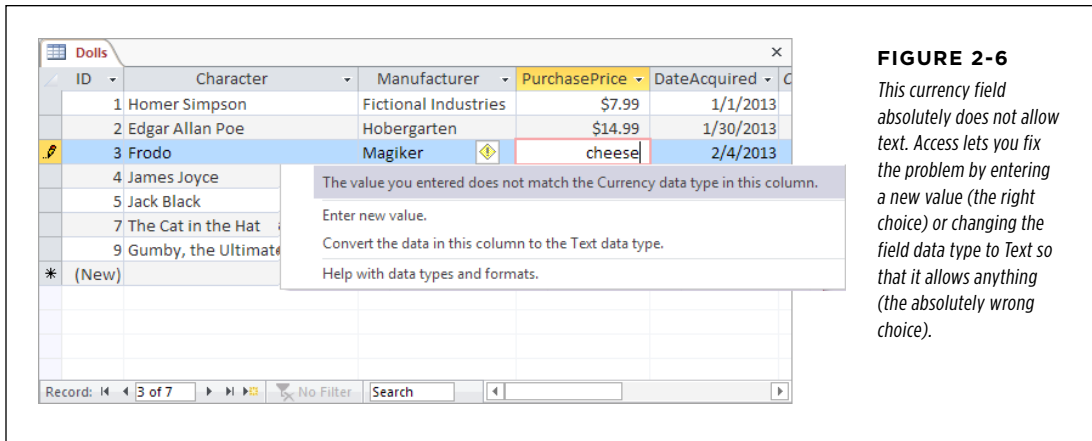 Dolls
ID Character Manufacturer PurchasePrice DateAcquired C
1 Homer Simpson Fictional Industries $7.99 1/1/2013
2 Edgar Allan Poe Hobergarten $14.99 1/30/2013
3 Frodo Magiker cheese 2/4/2013
4 James Joyce
The value you entered does not match the Currency data type in this column.
5 Jack Black
Enter new value.
7 The Cat in the Hat
Convert the data in this column to the Text data type.
9 Gumby, the Ultimate
Help with data types and formats.
* (New)
Record: 3 of 7 No Filter Search
FIGURE 2-6
This currency field
absolutely does not allow
text. Access lets you fix
the problem by entering
a new value (the right
choice) or changing the
field data type to Text so
that it allows anything
(the absolutely wrong
choice).